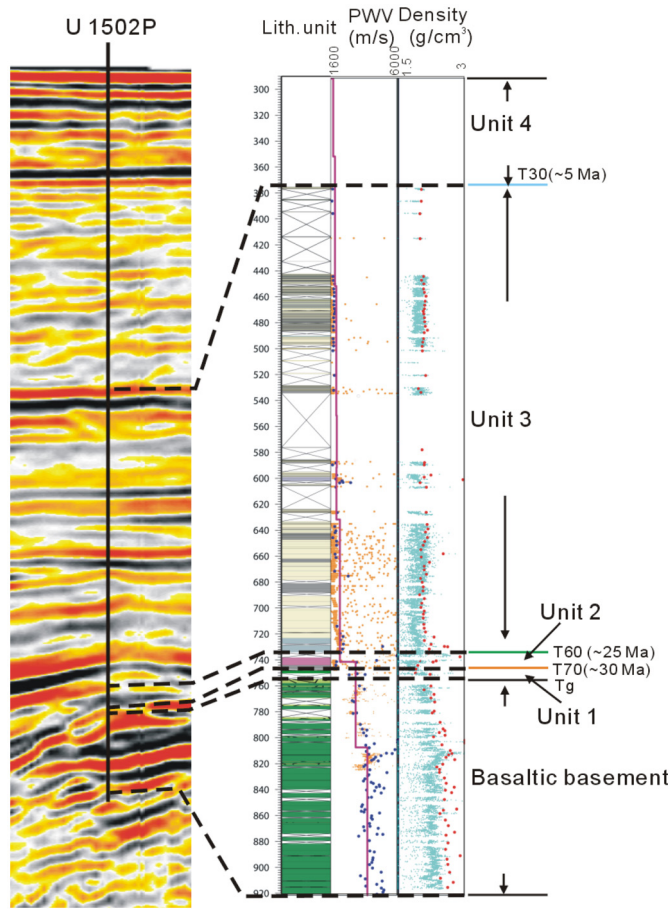 U 1502P
Lith. unit
PWV
(m/s)
Density
(g/cm³)
1600
6000
1.5
3
300
320
340
360
380
400
420
440
460
480
500
520
540
560
580
600
620
640
660
680
700
720
740
760
780
800
820
840
860
880
900
920
Unit 4
T30(~5 Ma)
Unit 3
Unit 2
T60 (~25 Ma)
T70(~30 Ma)
Tg
Unit 1
Basaltic basement